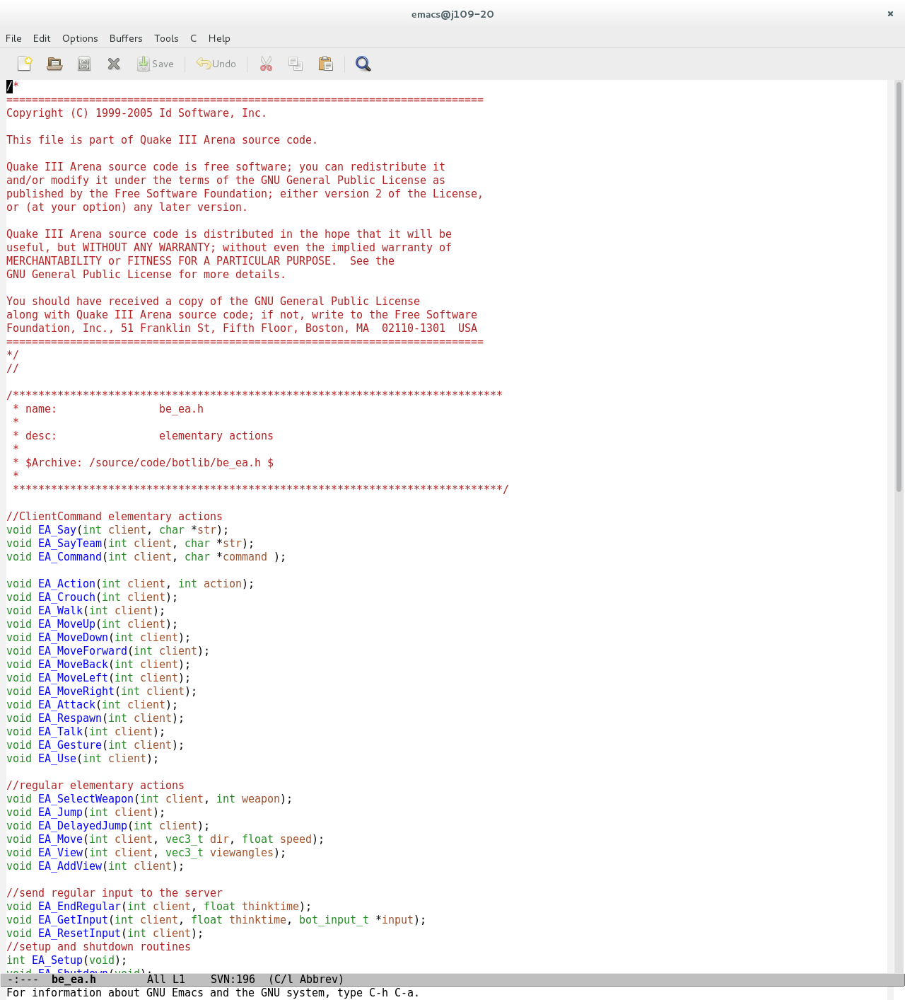 emacs@j109-20
File Edit Options Buffers Tools C Help
Save Undo
/*
===========================================================================
Copyright (C) 1999-2005 Id Software, Inc.

This file is part of Quake III Arena source code.

Quake III Arena source code is free software; you can redistribute it
and/or modify it under the terms of the GNU General Public License as
published by the Free Software Foundation; either version 2 of the License,
or (at your option) any later version.

Quake III Arena source code is distributed in the hope that it will be
useful, but WITHOUT ANY WARRANTY; without even the implied warranty of
MERCHANTABILITY or FITNESS FOR A PARTICULAR PURPOSE.  See the
GNU General Public License for more details.

You should have received a copy of the GNU General Public License
along with Quake III Arena source code; if not, write to the Free Software
Foundation, Inc., 51 Franklin St, Fifth Floor, Boston, MA  02110-1301  USA
===========================================================================
*/
//

/*****************************************************************************
 * name:                be_ea.h
 *
 * desc:                elementary actions
 *
 * $Archive: /source/code/botlib/be_ea.h $
 *
 *****************************************************************************/

//ClientCommand elementary actions
void EA_Say(int client, char *str);
void EA_SayTeam(int client, char *str);
void EA_Command(int client, char *command );

void EA_Action(int client, int action);
void EA_Crouch(int client);
void EA_Walk(int client);
void EA_MoveUp(int client);
void EA_MoveDown(int client);
void EA_MoveForward(int client);
void EA_MoveBack(int client);
void EA_MoveLeft(int client);
void EA_MoveRight(int client);
void EA_Attack(int client);
void EA_Respawn(int client);
void EA_Talk(int client);
void EA_Gesture(int client);
void EA_Use(int client);

//regular elementary actions
void EA_SelectWeapon(int client, int weapon);
void EA_Jump(int client);
void EA_DelayedJump(int client);
void EA_Move(int client, vec3_t dir, float speed);
void EA_View(int client, vec3_t viewangles);
void EA_AddView(int client);

//send regular input to the server
void EA_EndRegular(int client, float thinktime);
void EA_GetInput(int client, float thinktime, bot_input_t *input);
void EA_ResetInput(int client);
//setup and shutdown routines
int EA_Setup(void);
void EA_Shutdown(void);
-:---  be_ea.h        All L1    SVN:196  (C/l Abbrev)
For information about GNU Emacs and the GNU system, type C-h C-a.